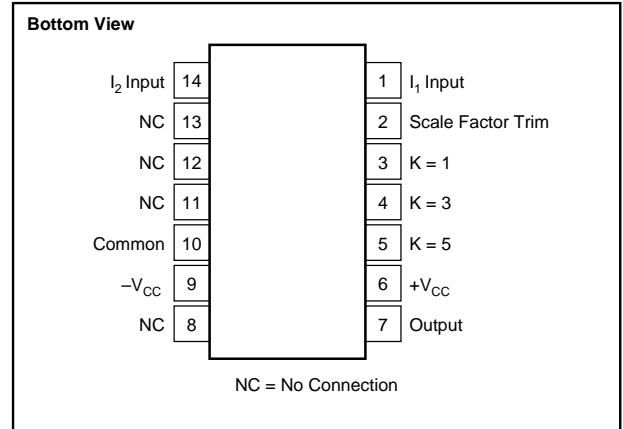 Bottom View
I2 Input 14 1 I1 Input
NC 13 2 Scale Factor Trim
NC 12 3 K = 1
NC 11 4 K = 3
Common 10 5 K = 5
–VCC 9 6 +VCC
NC 8 7 Output
NC = No Connection